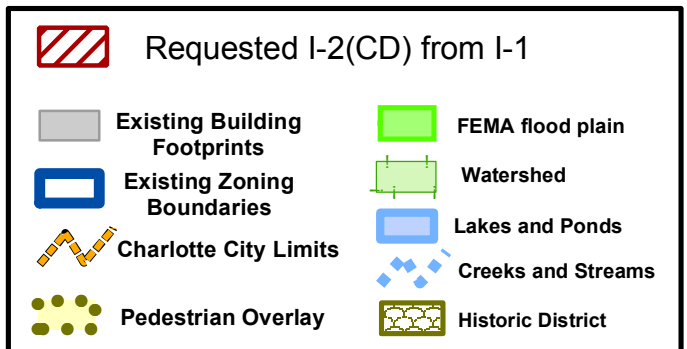 Requested I-2(CD) from I-1
Existing Building
Footprints
Existing Zoning
Boundaries
Charlotte City Limits
Pedestrian Overlay
FEMA flood plain
Watershed
Lakes and Ponds
Creeks and Streams
Historic District